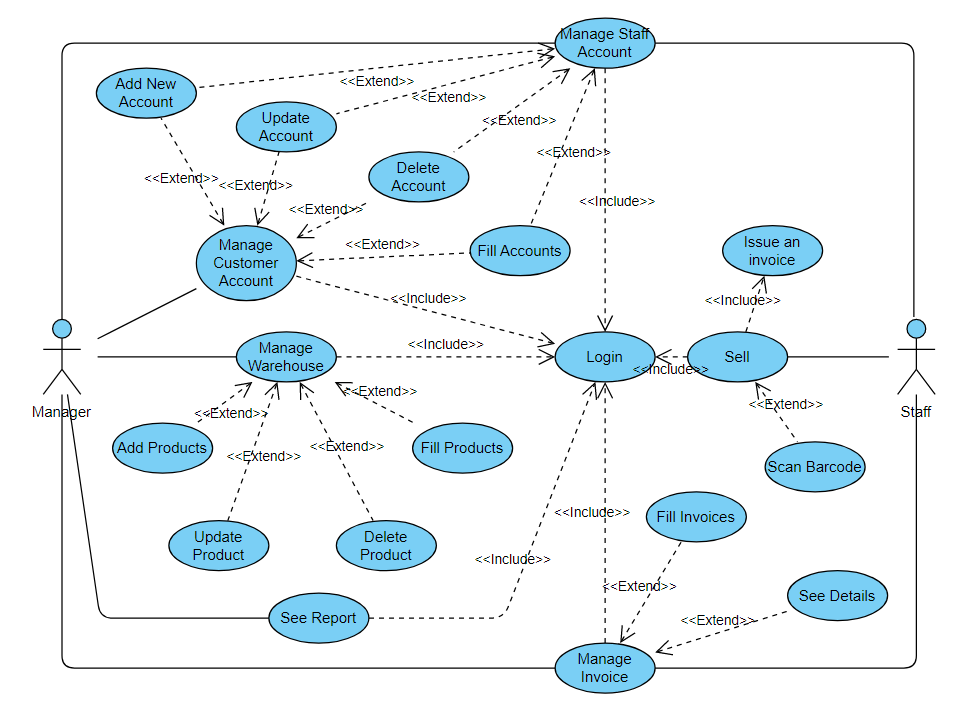 Manage Staff
Account
Add New
Account
<<Extend>>
<<Extend>>
Update
Account
<<Extend>>
<<Extend>>
Delete
Account
<<Extend>>
<<Extend>>
<<Include>>
<<Extend>>
Manage
Customer
Account
<<Extend>>
Fill Accounts
Issue an
invoice
<<Include>>
<<Include>>
Manage
Warehouse
<<Include>>
Login
<<Include>>
Sell
Manager
Staff
<<Extend>>
<<Extend>>
<<Extend>>
Add Products
<<Extend>>
<<Extend>>
Fill Products
Scan Barcode
Update
Product
Delete
Product
<<Include>>
Fill Invoices
<<Include>>
<<Extend>>
See Details
See Report
<<Extend>>
Manage
Invoice